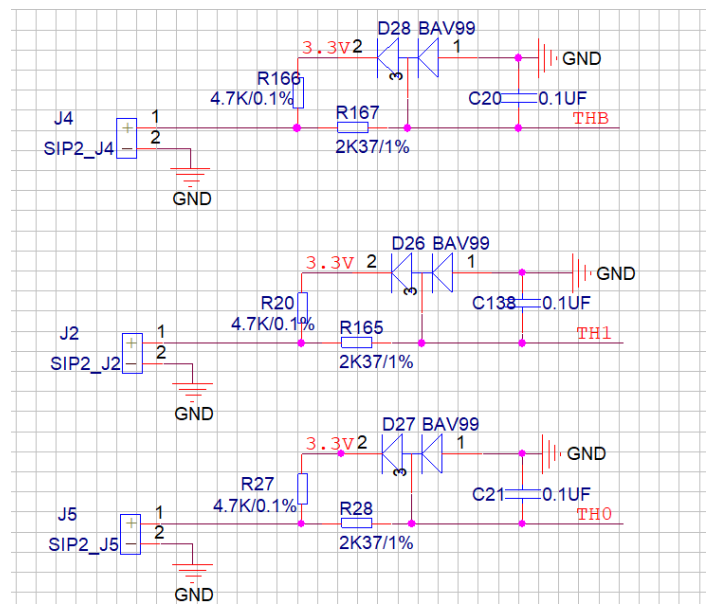 D28 BAV99
3.3V 2 1
3
GND
R166
4.7K/0.1%
C20 0.1UF
R167
J4 1
2
THB
SIP2_J4
2K37/1%
GND
D26 BAV99
3.3V 2 1
3
GND
R20
4.7K/0.1%
C138 0.1UF
R165
J2 1
2
TH1
SIP2_J2
2K37/1%
GND
D27 BAV99
3.3V 2 1
3
GND
R27
4.7K/0.1%
C21 0.1UF
R28
J5 1
2
TH0
SIP2_J5
2K37/1%
GND